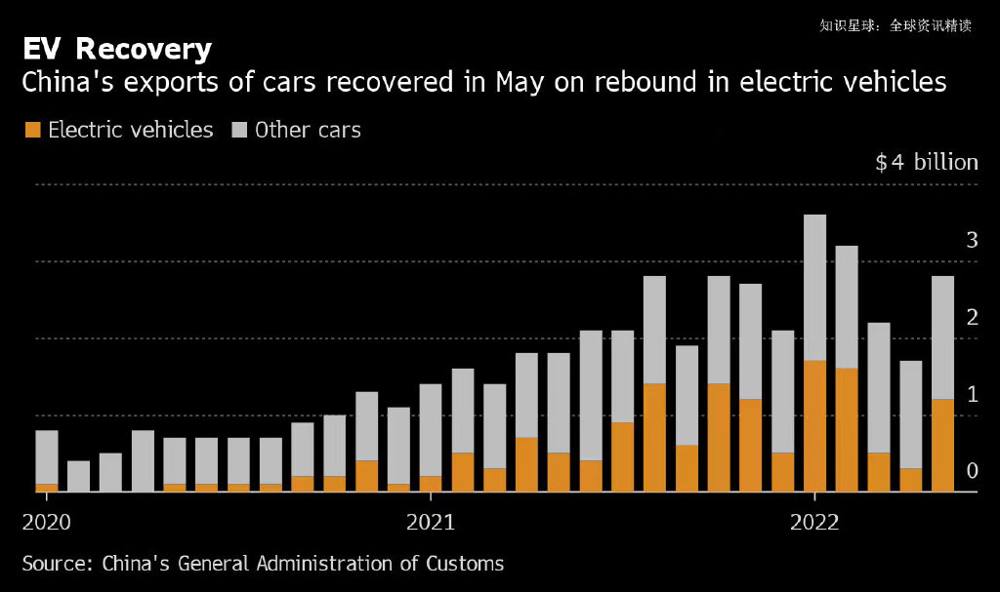 知识星球：全球资讯精读
EV Recovery
China's exports of cars recovered in May on rebound in electric vehicles
Electric vehicles Other cars
$4 billion
3
2
1
0
2020 2021 2022
Source: China's General Administration of Customs